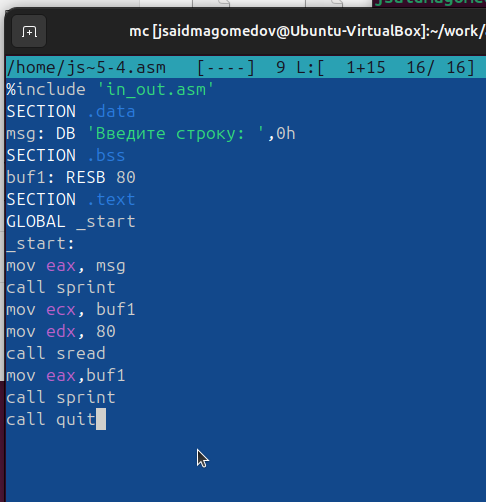 mc [jsaidmagomedov@Ubuntu-VirtualBox]:~/work/
/home/js~5-4.asm [----] 9 L:[ 1+15 16/ 16]
%include 'in_out.asm'
SECTION .data
msg: DB 'Введите строку: ',0h
SECTION .bss
buf1: RESB 80
SECTION .text
GLOBAL _start
_start:
mov eax, msg
call sprint
mov ecx, buf1
mov edx, 80
call sread
mov eax,buf1
call sprint
call quit